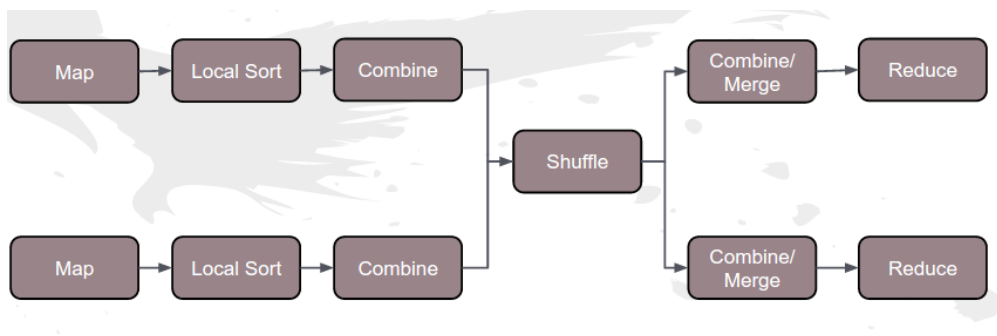 Map
Local Sort
Combine
Combine/
Merge
Reduce
Shuffle
Map
Local Sort
Combine
Combine/
Merge
Reduce